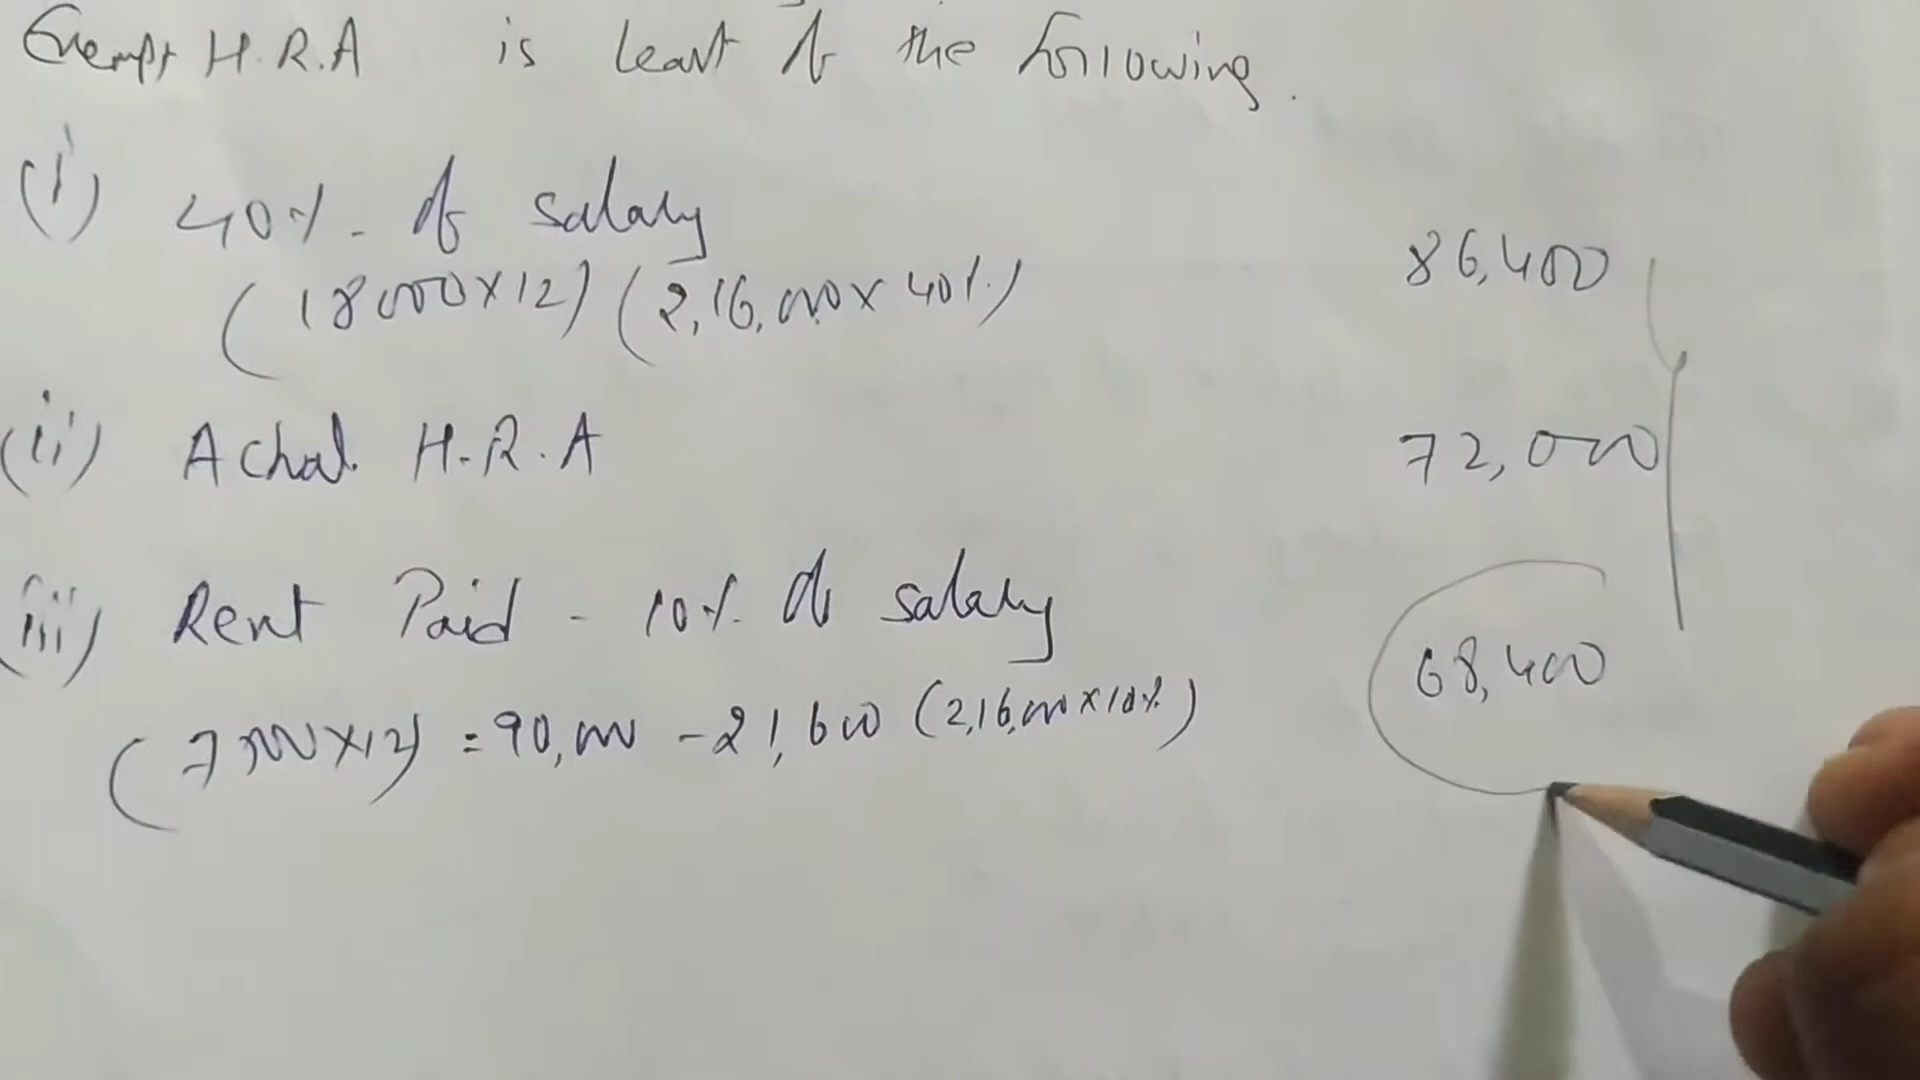 Exempt H.R.A is least of the following.
(i) 40% of salary
86,400
(18000x12) (2,16,000x40%)
(ii) Actual H.R.A
72,000
(iii) Rent Paid - 10% of salary
68,400
(7500x12) = 90,000 - 21,600 (2,16,000x10%)